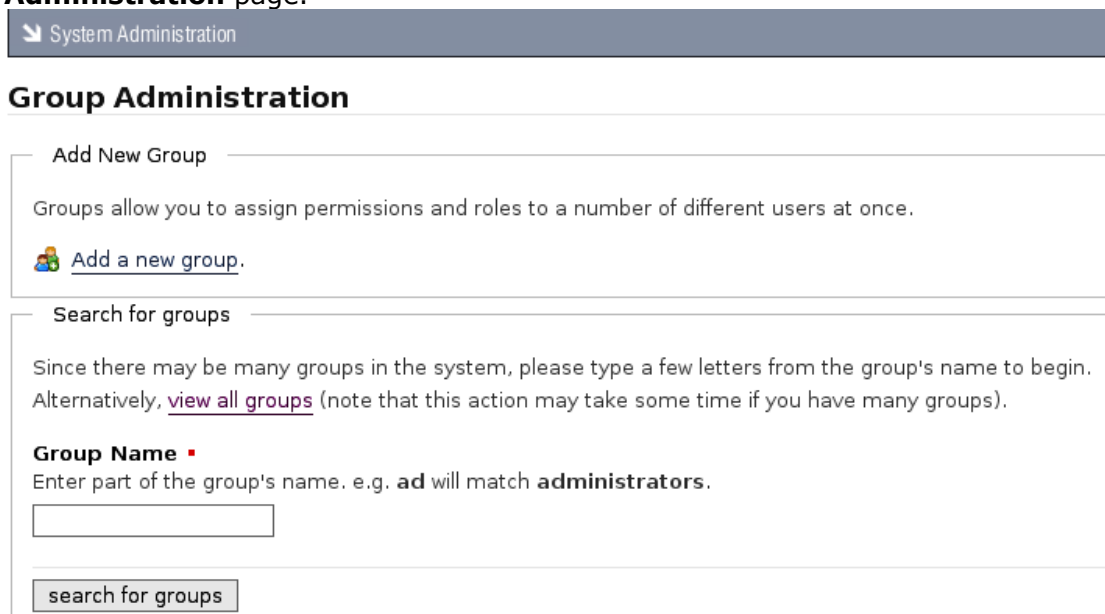 Administration page.
System Administration
Group Administration
Add New Group
Groups allow you to assign permissions and roles to a number of different users at once.
Add a new group.
Search for groups
Since there may be many groups in the system, please type a few letters from the group's name to begin.
Alternatively, view all groups (note that this action may take some time if you have many groups).
Group Name
Enter part of the group's name. e.g. ad will match administrators.
search for groups